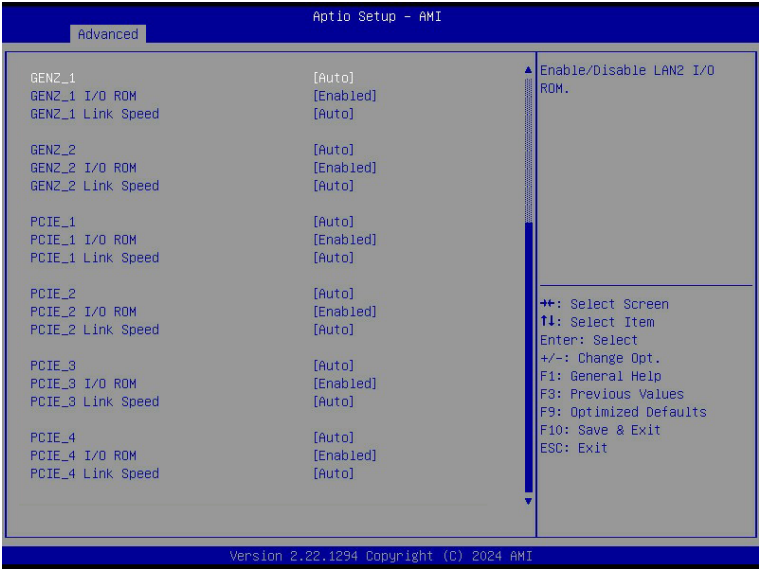 Aptio Setup – AMI
Advanced
GENZ_1 [Auto]
GENZ_1 I/O ROM [Enabled]
GENZ_1 Link Speed [Auto]
GENZ_2 [Auto]
GENZ_2 I/O ROM [Enabled]
GENZ_2 Link Speed [Auto]
PCIE_1 [Auto]
PCIE_1 I/O ROM [Enabled]
PCIE_1 Link Speed [Auto]
PCIE_2 [Auto]
PCIE_2 I/O ROM [Enabled]
PCIE_2 Link Speed [Auto]
PCIE_3 [Auto]
PCIE_3 I/O ROM [Enabled]
PCIE_3 Link Speed [Auto]
PCIE_4 [Auto]
PCIE_4 I/O ROM [Enabled]
PCIE_4 Link Speed [Auto]
Enable/Disable LAN2 I/O
ROM.
→←: Select Screen
↑↓: Select Item
Enter: Select
+/-: Change Opt.
F1: General Help
F3: Previous Values
F9: Optimized Defaults
F10: Save & Exit
ESC: Exit
Version 2.22.1294 Copyright (C) 2024 AMI